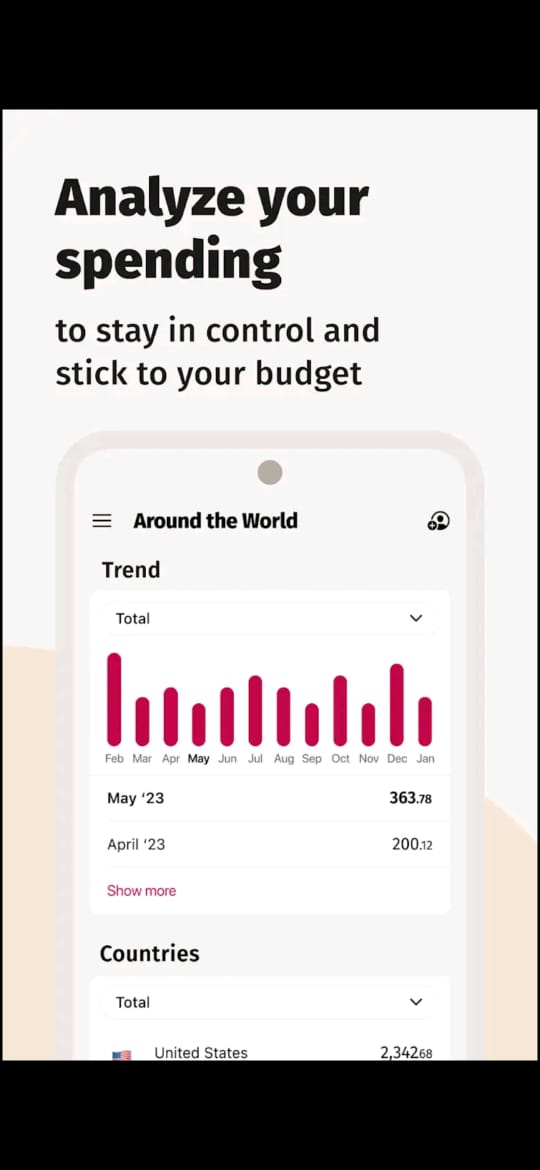 Analyze your
spending
to stay in control and
stick to your budget
Around the World
Trend
Total
Feb Mar Apr May Jun Jul Aug Sep Oct Nov Dec Jan
May ‘23 363.78
April ‘23 200.12
Show more
Countries
Total
United States 2,34268